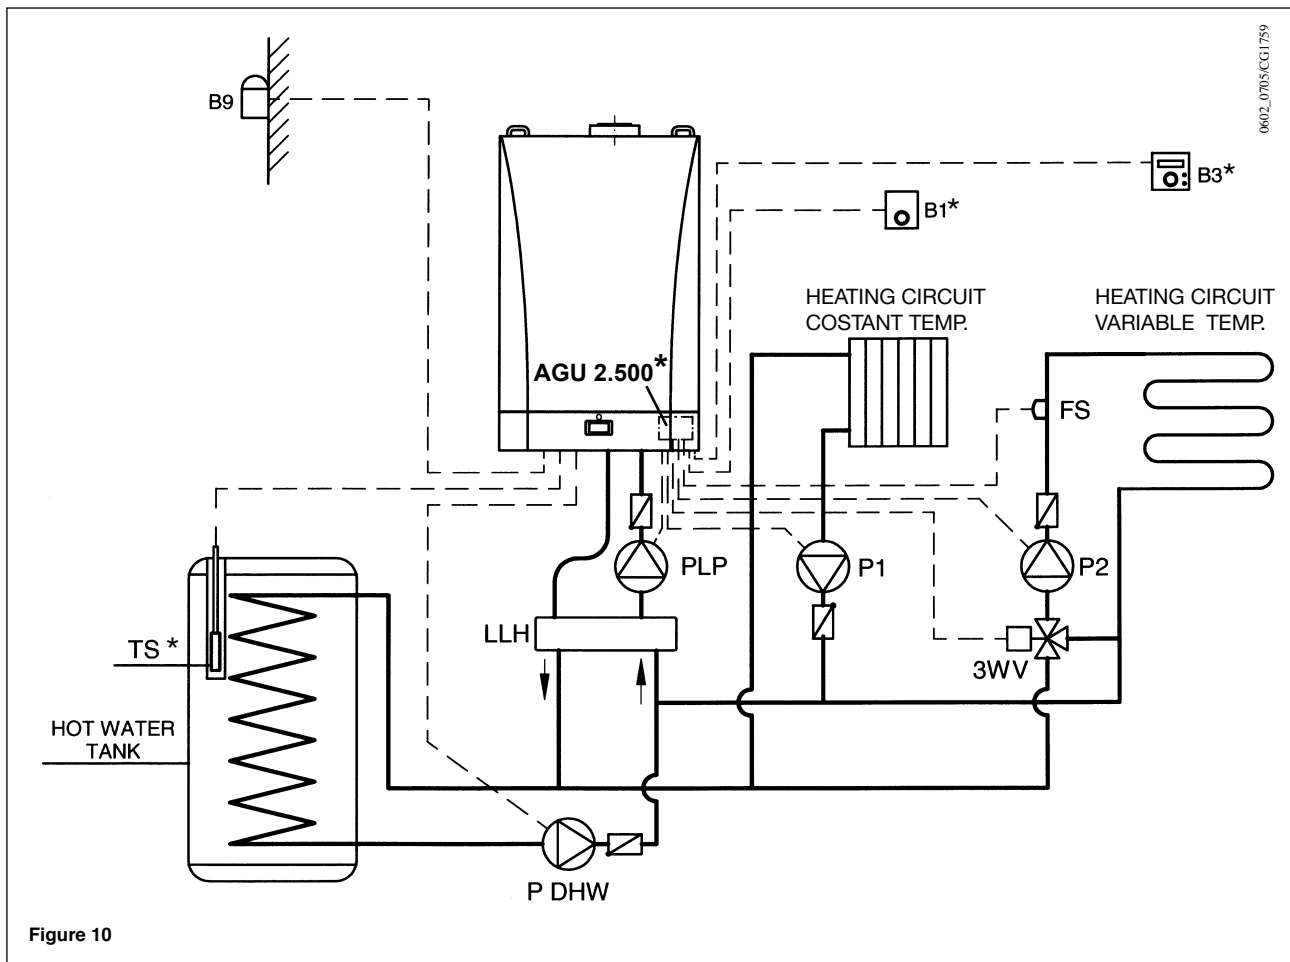 0602_0705/CG1759
B9
B3*
B1*
HEATING CIRCUIT
COSTANT TEMP.
HEATING CIRCUIT
VARIABLE TEMP.
AGU 2.500*
FS
PLP
P1
P2
LLH
3WV
TS *
HOT WATER
TANK
P DHW
Figure 10